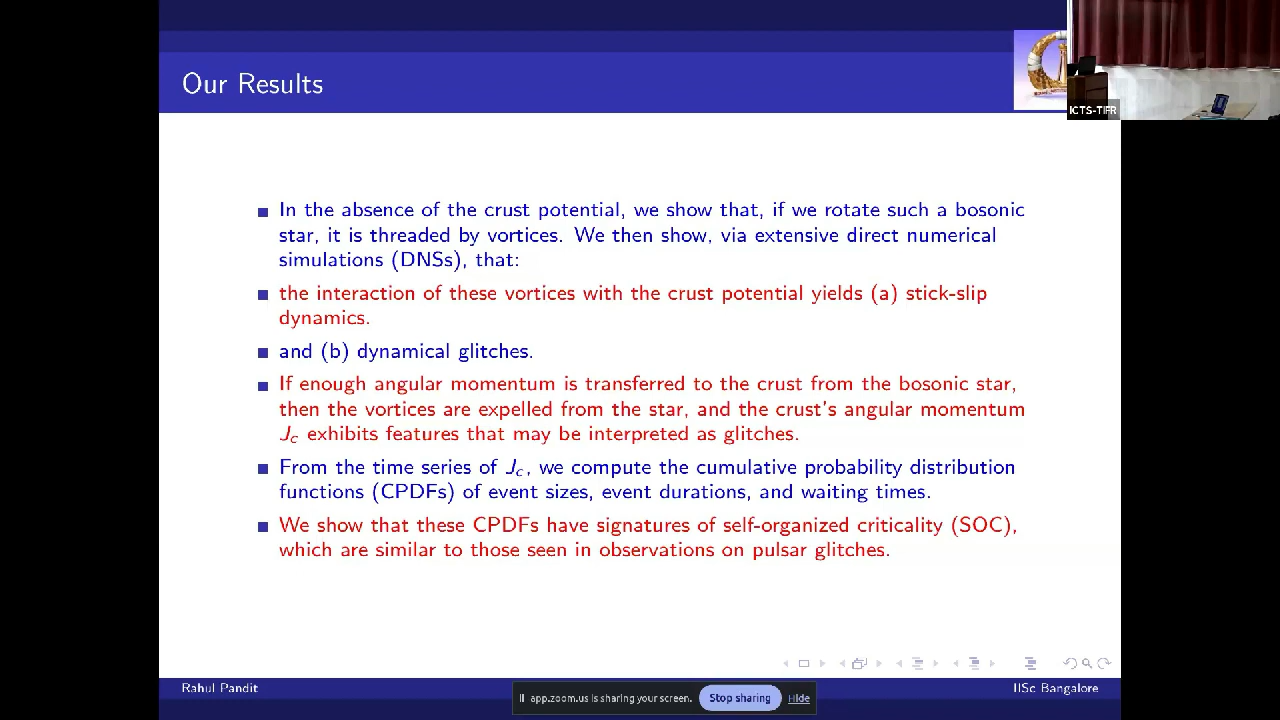 Our Results
ICTS-TIFR
In the absence of the crust potential, we show that, if we rotate such a bosonic
star, it is threaded by vortices. We then show, via extensive direct numerical
simulations (DNSs), that:
the interaction of these vortices with the crust potential yields (a) stick-slip
dynamics.
and (b) dynamical glitches.
If enough angular momentum is transferred to the crust from the bosonic star,
then the vortices are expelled from the star, and the crust's angular momentum
J_c exhibits features that may be interpreted as glitches.
From the time series of J_c, we compute the cumulative probability distribution
functions (CPDFs) of event sizes, event durations, and waiting times.
We show that these CPDFs have signatures of self-organized criticality (SOC),
which are similar to those seen in observations on pulsar glitches.
Rahul Pandit
IISc Bangalore
app.zoom.us is sharing your screen.
Stop sharing
Hide